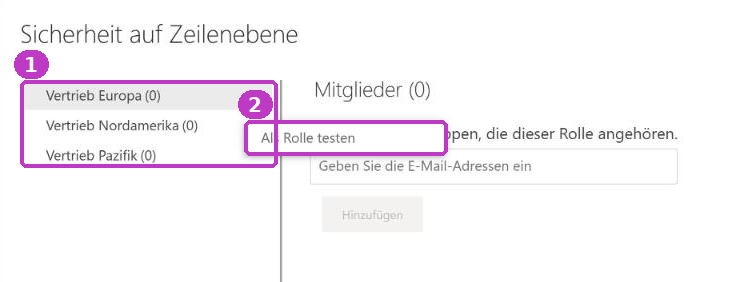 Sicherheit auf Zeilenebene
1
Vertrieb Europa (0)
2
Vertrieb Nordamerika (0)
Vertrieb Pazifik (0)
Mitglieder (0)
Als Rolle testen
ppen, die dieser Rolle angehören.
Geben Sie die E-Mail-Adressen ein
Hinzufügen